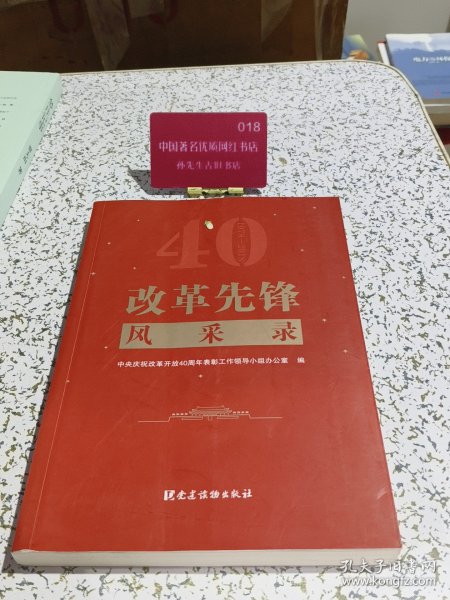 018
中国著名优质网红书店
孙先生古旧书店
40
改革先锋
风采录
中央庆祝改革开放40周年表彰工作领导小组办公室 编
党建读物出版社
孔夫子旧书网
www.kongfz.com